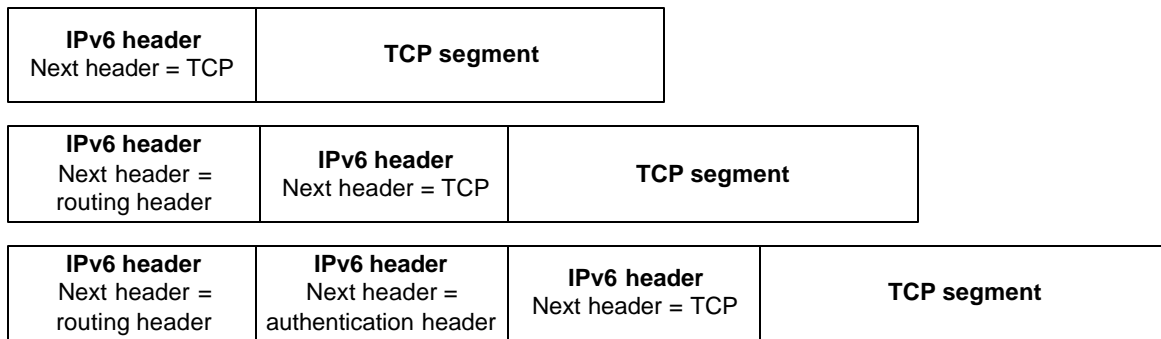 IPv6 header
Next header = TCP
TCP segment
IPv6 header
Next header =
routing header
IPv6 header
Next header = TCP
TCP segment
IPv6 header
Next header =
routing header
IPv6 header
Next header =
authentication header
IPv6 header
Next header = TCP
TCP segment